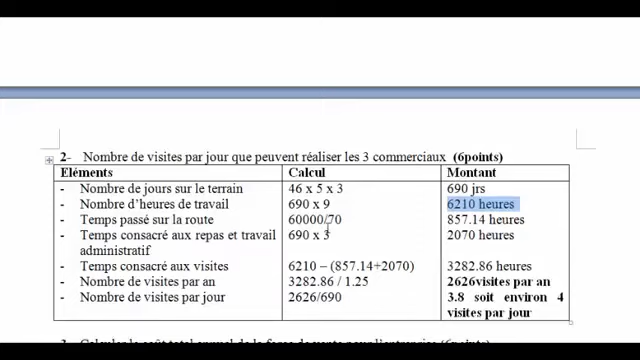 2- Nombre de visites par jour que peuvent réaliser les 3 commerciaux (6points)
Eléments Calcul Montant
- Nombre de jours sur le terrain 46 x 5 x 3 690 jrs
- Nombre d’heures de travail 690 x 9 6210 heures
- Temps passé sur la route 60000/70 857.14 heures
- Temps consacré aux repas et travail 690 x 3 2070 heures
administratif
- Temps consacré aux visites 6210 – (857.14+2070) 3282.86 heures
- Nombre de visites par an 3282.86 / 1.25 2626visites par an
- Nombre de visites par jour 2626/690 3.8 soit environ 4
visites par jour